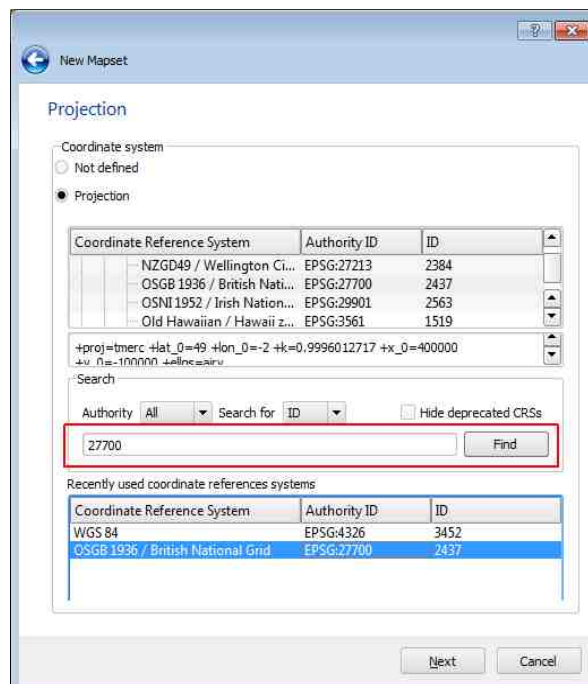 New Mapset
Projection
Coordinate system
Not defined
Projection
Coordinate Reference System Authority ID ID
NZGD49 / Wellington Ci... EPSG:27213 2384
OSGB 1936 / British Nati... EPSG:27700 2437
OSNI 1952 / Irish Nation... EPSG:29901 2563
Old Hawaiian / Hawaii z... EPSG:3561 1519
+proj=tmerc +lat_0=49 +lon_0=-2 +k=0.9996012717 +x_0=400000
+y_0=-100000 +ellps=airy
Search
Authority All Search for ID Hide deprecated CRSs
27700 Find
Recently used coordinate references systems
Coordinate Reference System Authority ID ID
WGS 84 EPSG:4326 3452
OSGB 1936 / British National Grid EPSG:27700 2437
Next Cancel